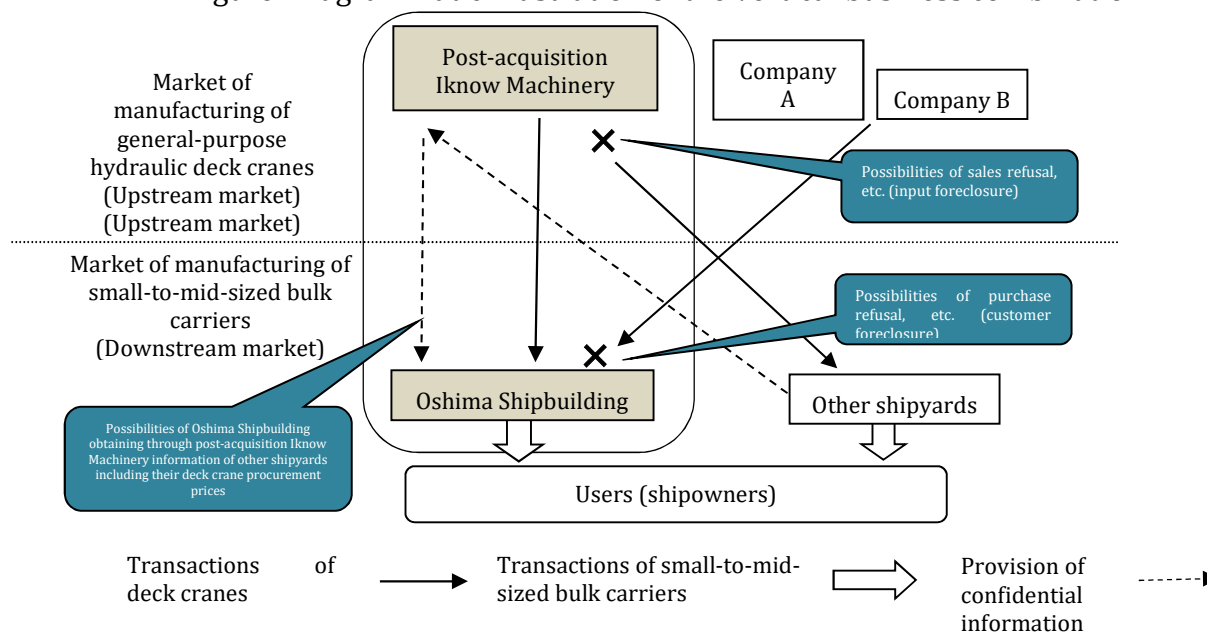 Post-acquisition
Iknow Machinery
Company
A
Company B
Market of
manufacturing of
general-purpose
hydraulic deck cranes
(Upstream market)
(Upstream market)
Possibilities of sales refusal,
etc. (input foreclosure)
Market of manufacturing of
small-to-mid-sized bulk
carriers
(Downstream market)
Possibilities of purchase
refusal, etc. (customer
foreclosure)
Oshima Shipbuilding
Other shipyards
Possibilities of Oshima Shipbuilding
obtaining through post-acquisition Iknow
Machinery information of other shipyards
including their deck crane procurement
prices
Users (shipowners)
Transactions of
deck cranes
Transactions of small-to-mid-
sized bulk carriers
Provision of
confidential
information